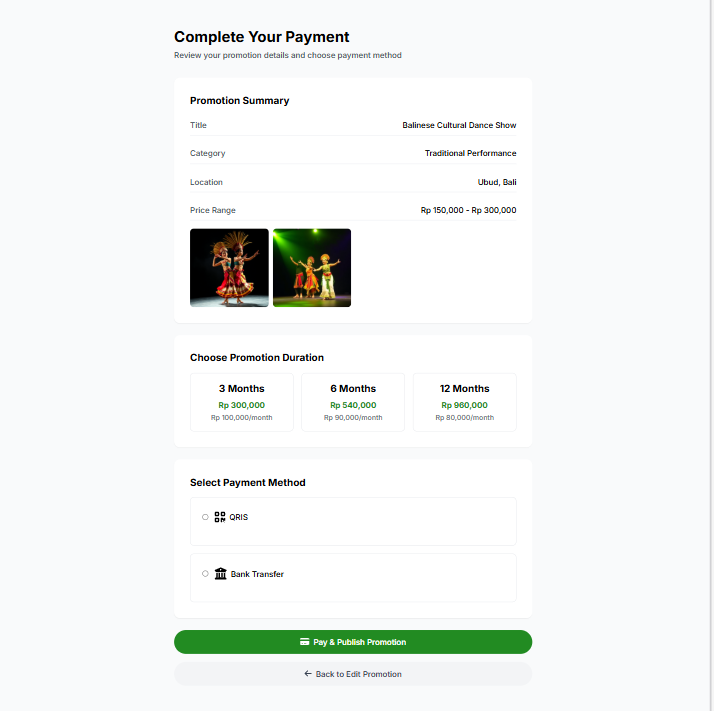 Complete Your Payment
Review your promotion details and choose payment method
Promotion Summary
Title Balinese Cultural Dance Show
Category Traditional Performance
Location Ubud, Bali
Price Range Rp 150,000 - Rp 300,000
Choose Promotion Duration
3 Months 6 Months 12 Months
Rp 300,000 Rp 540,000 Rp 960,000
Rp 100,000/month Rp 90,000/month Rp 80,000/month
Select Payment Method
QRIS
Bank Transfer
Pay & Publish Promotion
Back to Edit Promotion